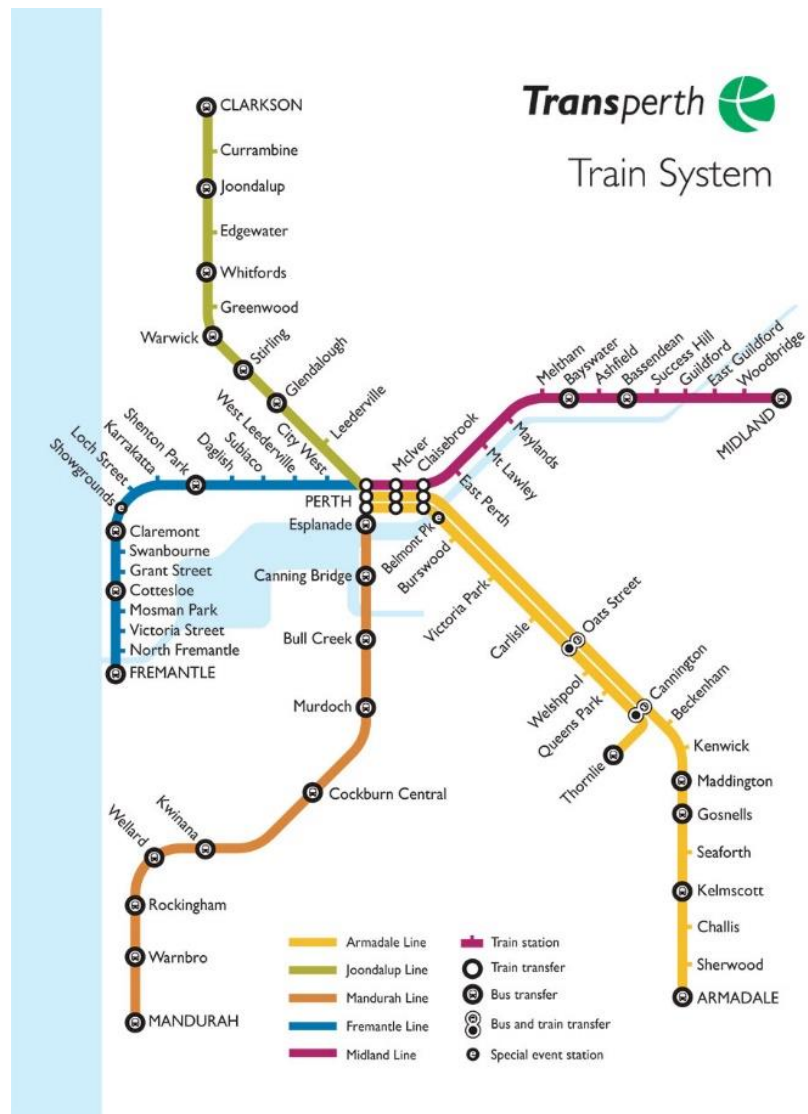 Transperth
Train System
CLARKSON
Currambine
Joondalup
Edgewater
Whitfords
Greenwood
Warwick
Stirling
Glendalough
Leederville
City West
West Leederville
Subiaco
Daglish
Shenton Park
Karrakatta
Loch Street
Showgrounds
Claremont
Swanbourne
Grant Street
Cottesloe
Mosman Park
Victoria Street
North Fremantle
FREMANTLE
PERTH
McIver
Claisebrook
East Perth
Mt Lawley
Maylands
Meltham
Bayswater
Ashfield
Bassendean
Success Hill
Guildford
East Guildford
Woodbridge
MIDLAND
Esplanade
Canning Bridge
Bull Creek
Murdoch
Cockburn Central
Kwinana
Wellard
Rockingham
Warnbro
MANDURAH
Belmont Pk
Burswood
Victoria Park
Carlisle
Oats Street
Welshpool
Queens Park
Cannington
Thornlie
Beckenham
Kenwick
Maddington
Gosnells
Seaforth
Kelmscott
Challis
Sherwood
ARMADALE
Armadale Line
Joondalup Line
Mandurah Line
Fremantle Line
Midland Line
Train station
Train transfer
Bus transfer
Bus and train transfer
e Special event station